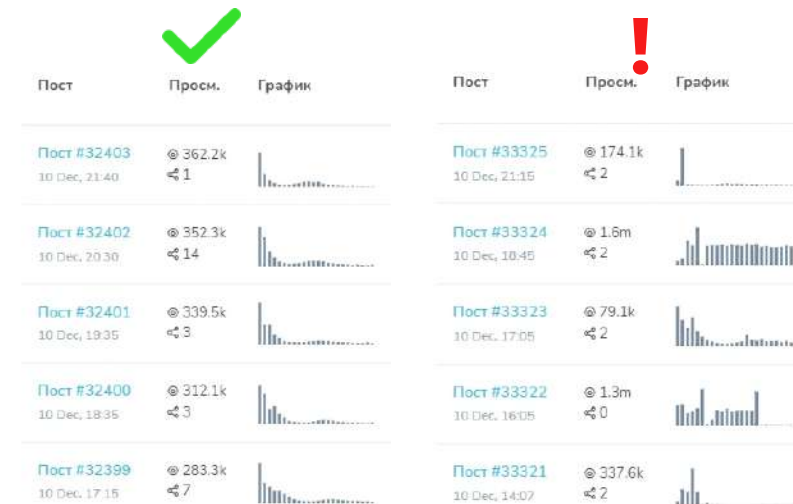 Пост Просм. График
Пост #32403 362.2k
10 Dec, 21:40 1
Пост #32402 352.3k
10 Dec, 20:30 14
Пост #32401 339.5k
10 Dec, 19:35 3
Пост #32400 312.1k
10 Dec, 18:35 3
Пост #32399 283.3k
10 Dec, 17:15 7
!
Пост Просм. График
Пост #33325 174.1k
10 Dec, 21:15 2
Пост #33324 1.6m
10 Dec, 18:45 2
Пост #33323 79.1k
10 Dec, 17:05 2
Пост #33322 1.3m
10 Dec, 16:05 0
Пост #33321 337.6k
10 Dec, 14:07 2